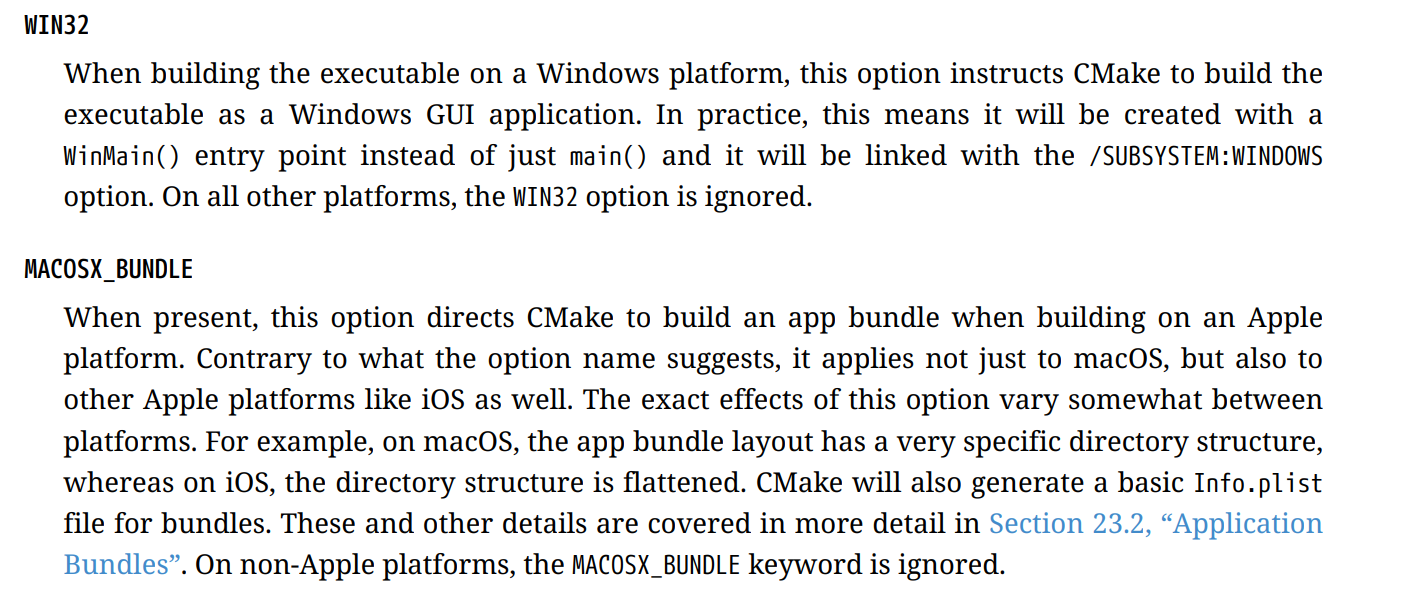 WIN32
When building the executable on a Windows platform, this option instructs CMake to build the
executable as a Windows GUI application. In practice, this means it will be created with a
WinMain() entry point instead of just main() and it will be linked with the /SUBSYSTEM:WINDOWS
option. On all other platforms, the WIN32 option is ignored.
MACOSX_BUNDLE
When present, this option directs CMake to build an app bundle when building on an Apple
platform. Contrary to what the option name suggests, it applies not just to macOS, but also to
other Apple platforms like iOS as well. The exact effects of this option vary somewhat between
platforms. For example, on macOS, the app bundle layout has a very specific directory structure,
whereas on iOS, the directory structure is flattened. CMake will also generate a basic Info.plist
file for bundles. These and other details are covered in more detail in Section 23.2, “Application
Bundles”. On non-Apple platforms, the MACOSX_BUNDLE keyword is ignored.